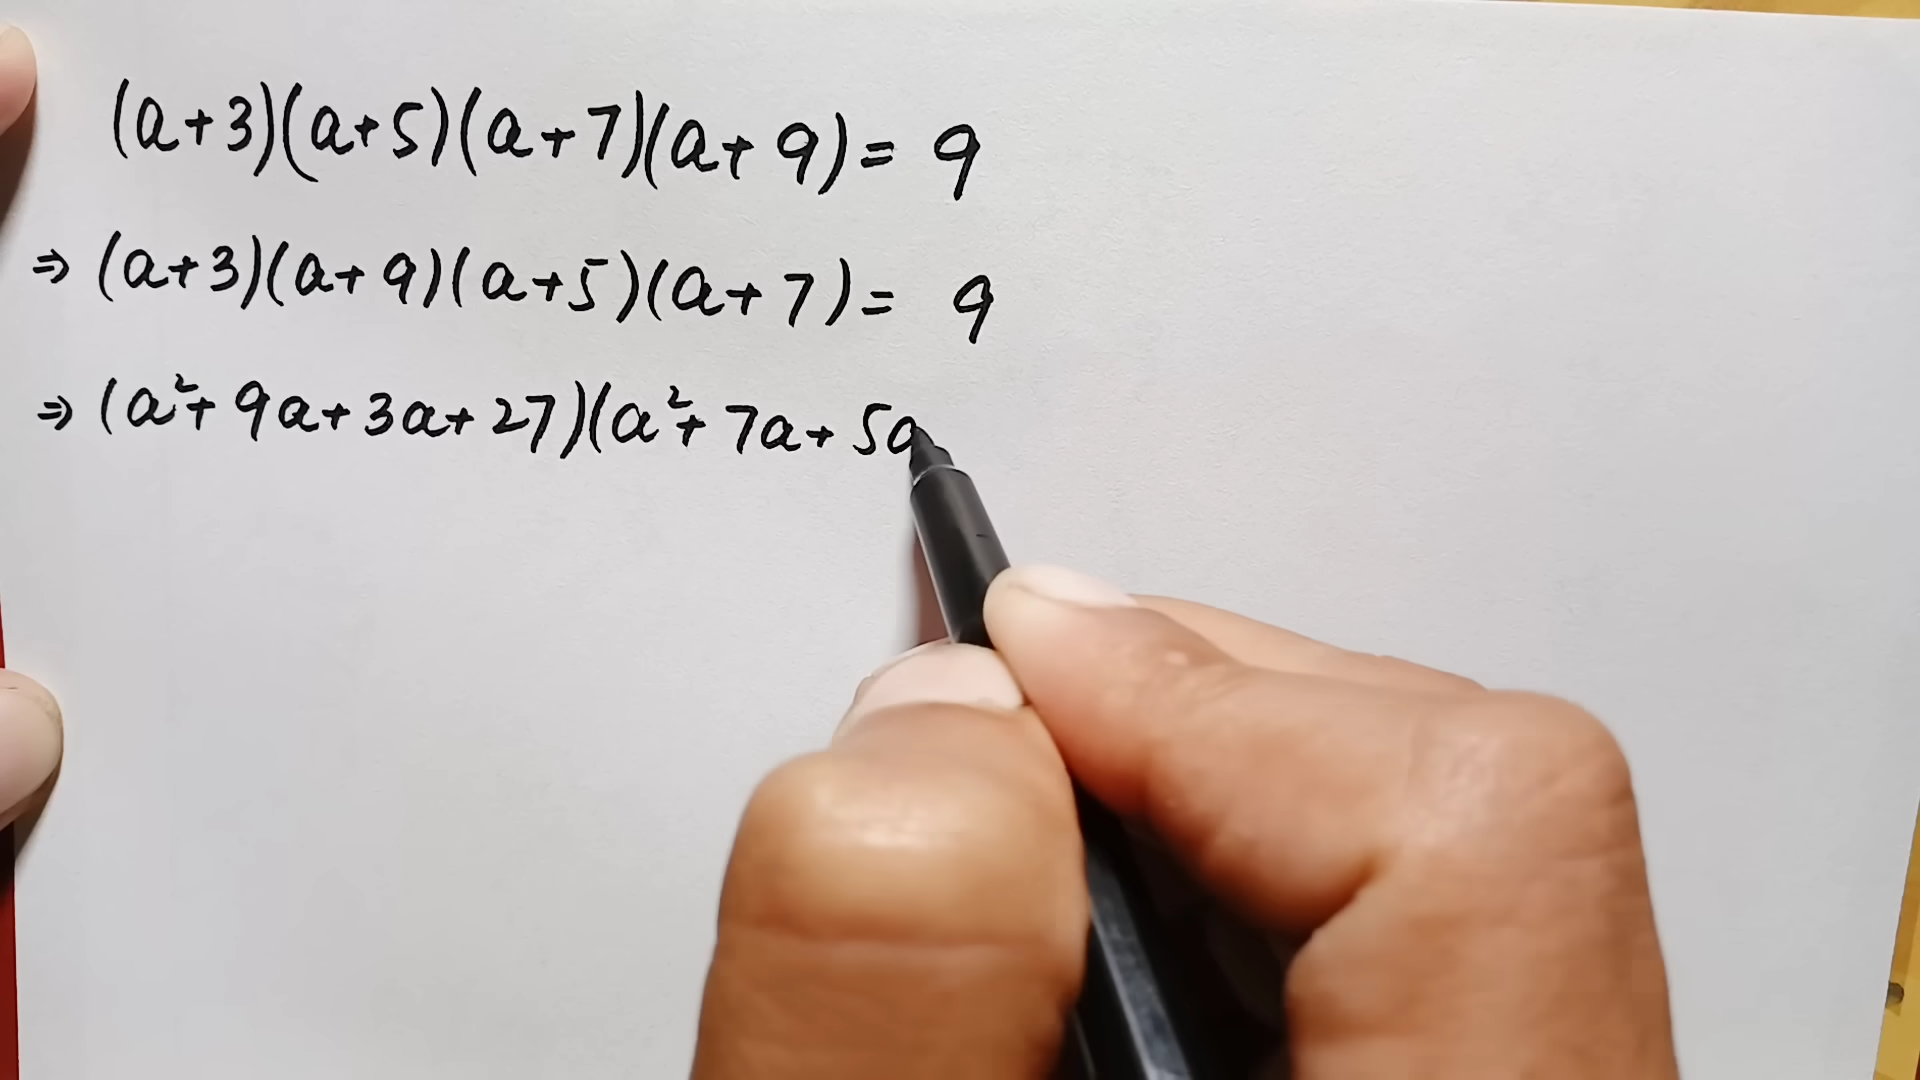 (a+3)(a+5)(a+7)(a+9)= 9
⇒ (a+3)(a+9)(a+5)(a+7)= 9
⇒ (a²+9a+3a+27)(a²+7a+5a